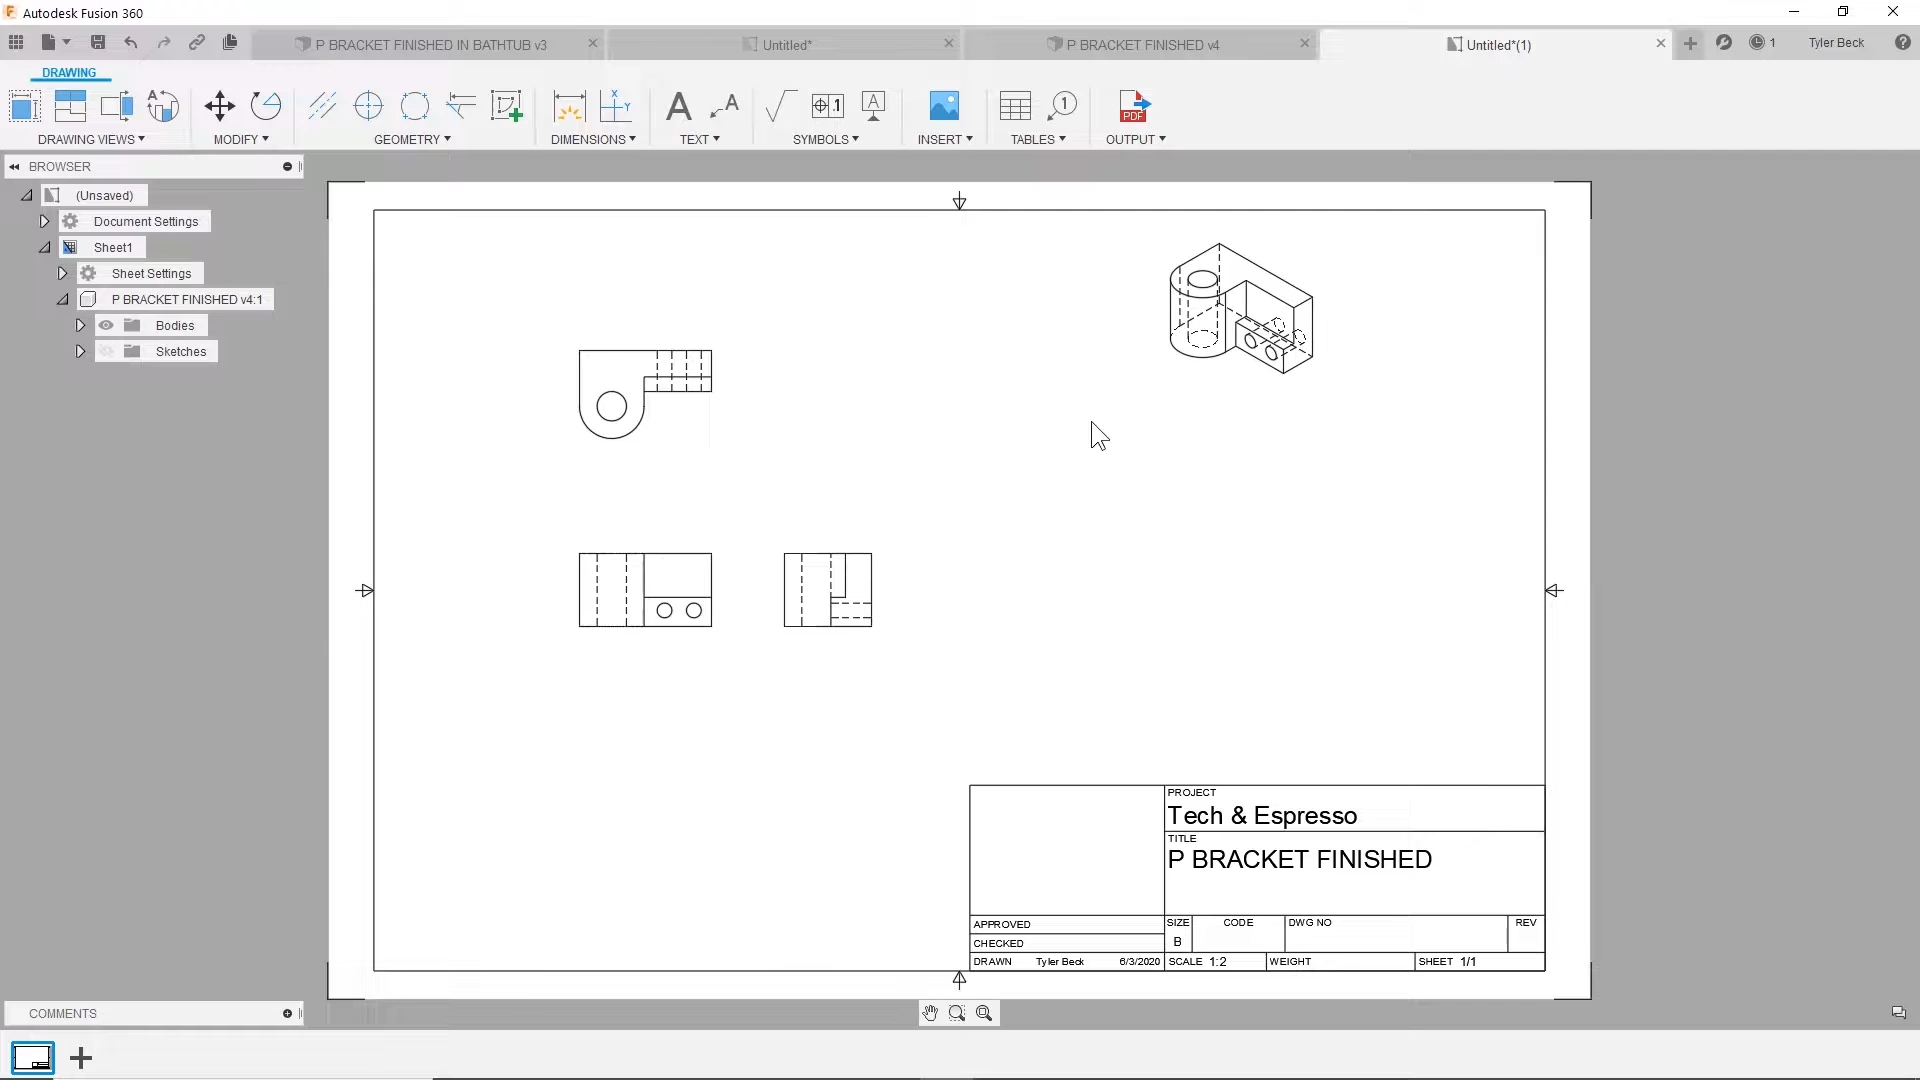 Autodesk Fusion 360
P BRACKET FINISHED IN BATHTUB v3
Untitled*
P BRACKET FINISHED v4
Untitled*(1)
1
Tyler Beck
DRAWING
DRAWING VIEWS
MODIFY
GEOMETRY
DIMENSIONS
TEXT
SYMBOLS
INSERT
TABLES
OUTPUT
PDF
BROWSER
(Unsaved)
Document Settings
Sheet1
Sheet Settings
P BRACKET FINISHED v4:1
Bodies
Sketches
PROJECT
Tech & Espresso
TITLE
P BRACKET FINISHED
APPROVED
CHECKED
DRAWN Tyler Beck 6/3/2020
SIZE
B
CODE
DWG NO
REV
SCALE 1:2
WEIGHT
SHEET 1/1
COMMENTS